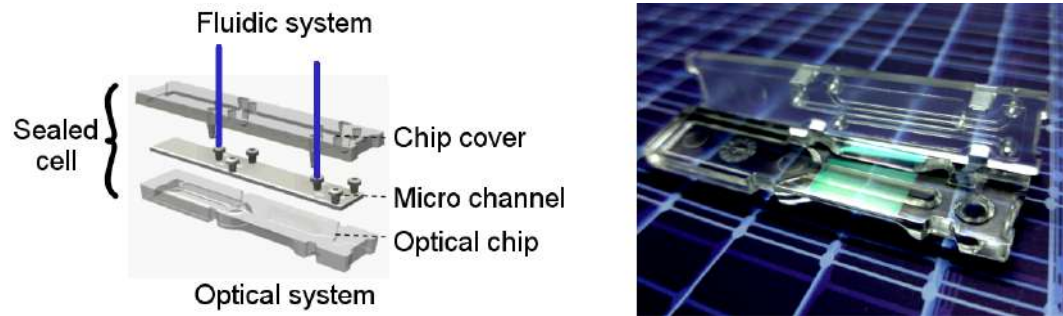 Fluidic system
Sealed
cell
Chip cover
Micro channel
Optical chip
Optical system